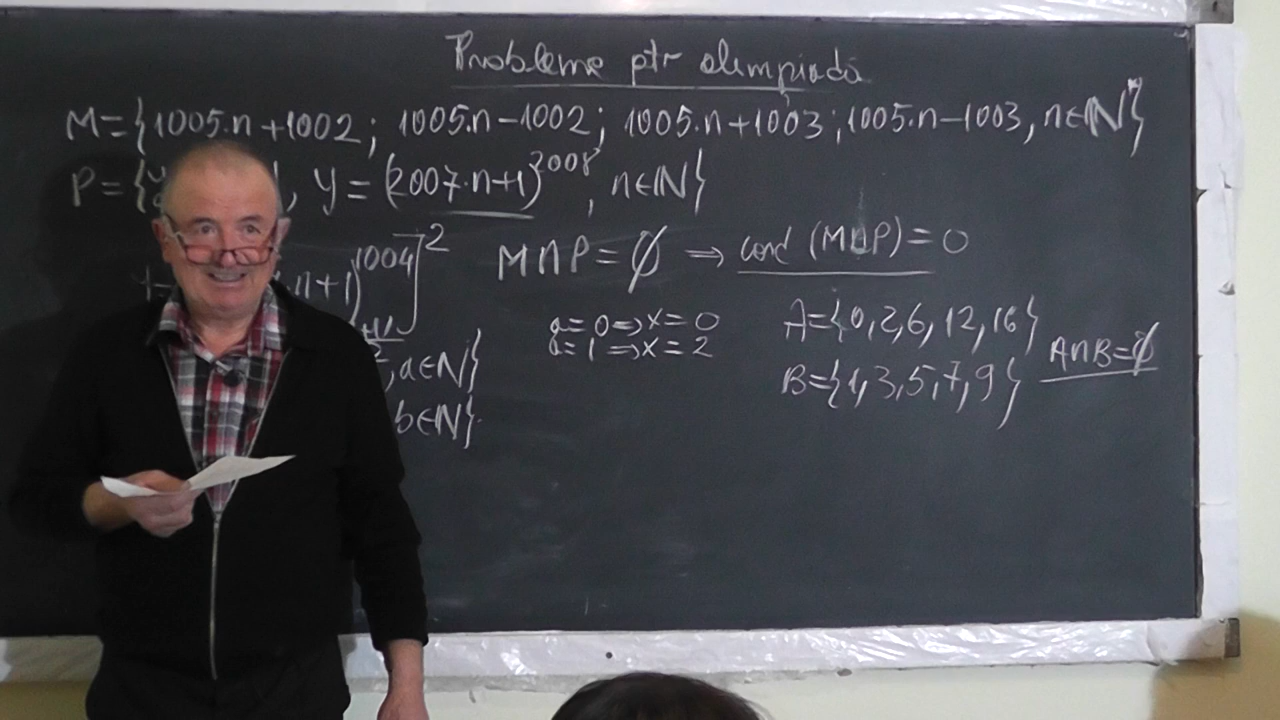 Probleme ptr olimpiadă
M={1005.n+1002; 1005.n-1002; 1005.n+1003; 1005.n-1003, n∈ℕ*}
P={y , y=(2007·n+1)^2008, n∈ℕ}
n+1)^1004]^2 M∩P=∅ ⇒ card (M∩P)=0
a=0⇒x=0 A={0,2,6,12,16}
a=1⇒x=2 A∩B=∅
,a∈N} B={1,3,5,7,9}
b∈N}